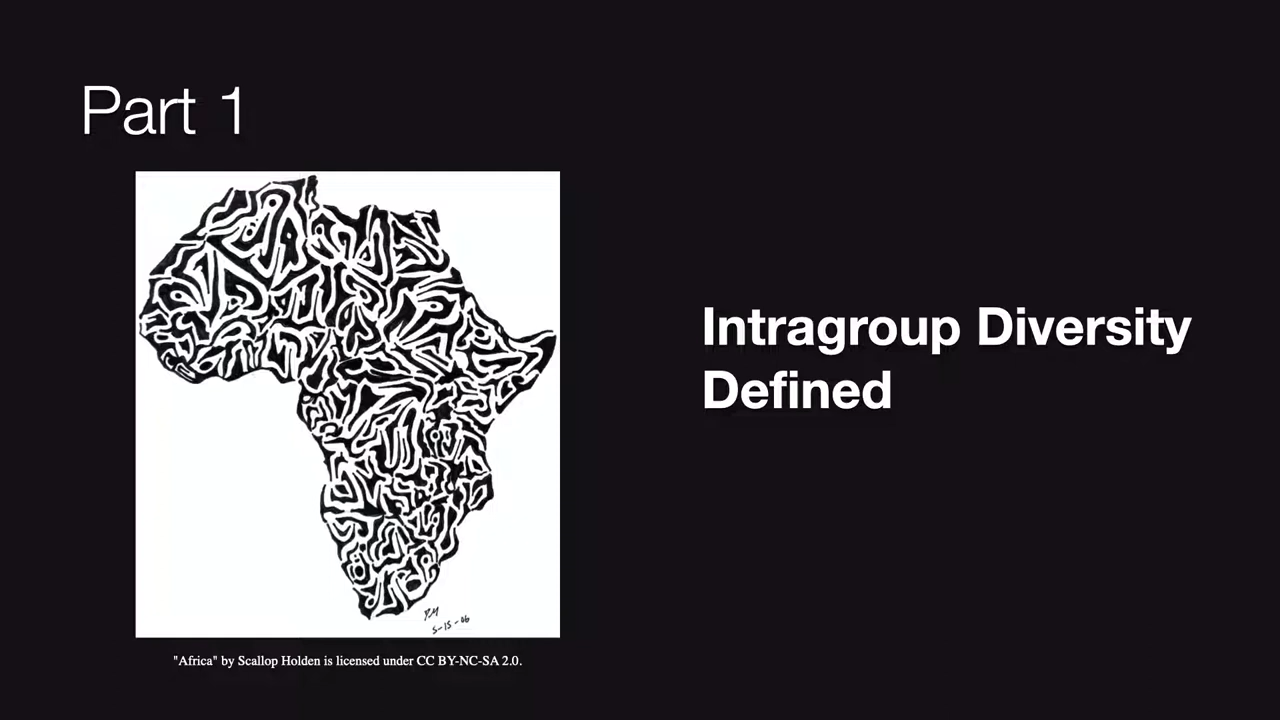 Part 1
Intragroup Diversity
Defined
P.M
5-15-06
"Africa" by Scallop Holden is licensed under CC BY-NC-SA 2.0.